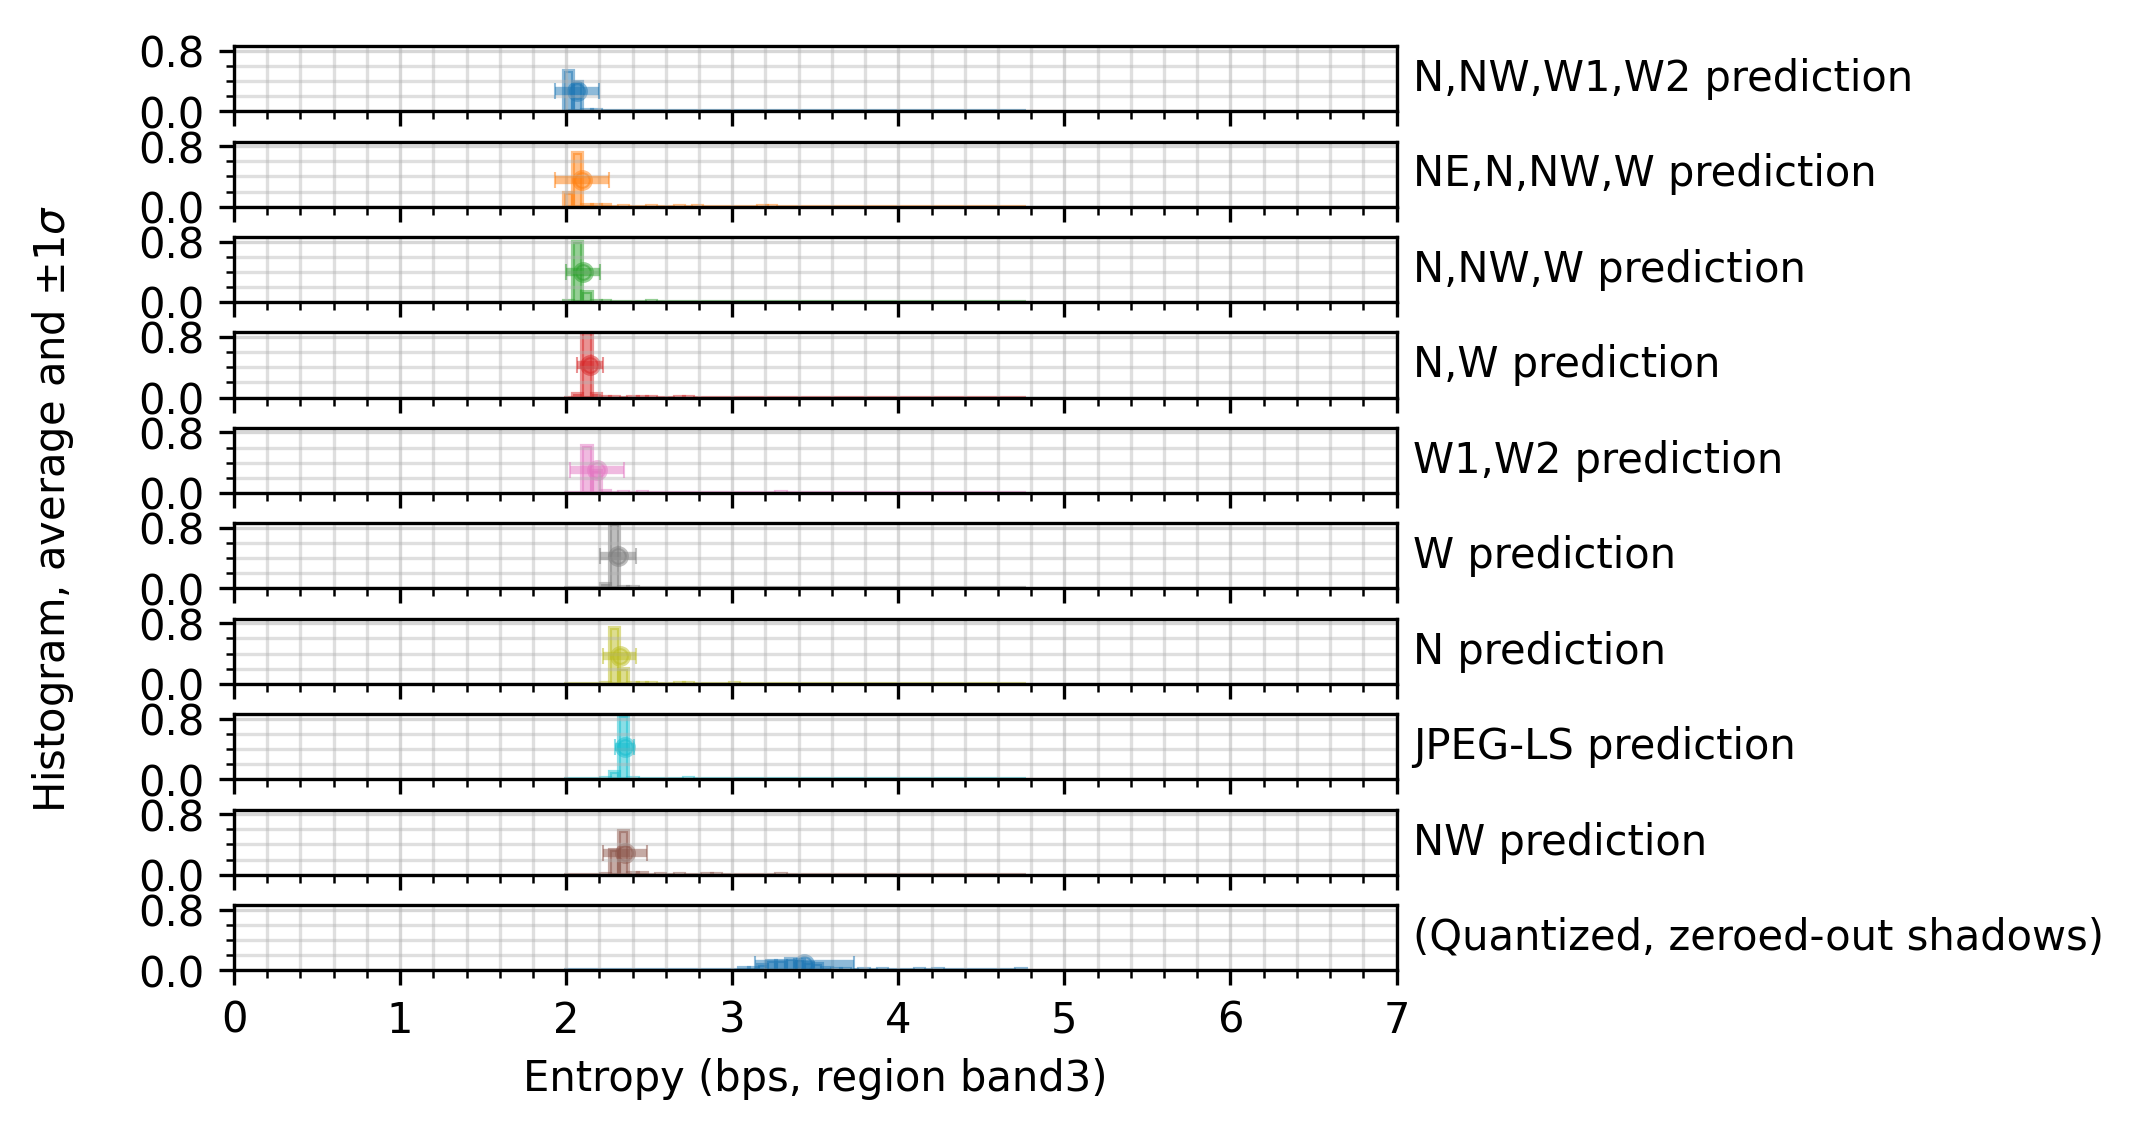 Histogram, average and ±1σ
0.8
0.0
N,NW,W1,W2 prediction
0.8
0.0
NE,N,NW,W prediction
0.8
0.0
N,NW,W prediction
0.8
0.0
N,W prediction
0.8
0.0
W1,W2 prediction
0.8
0.0
W prediction
0.8
0.0
N prediction
0.8
0.0
JPEG-LS prediction
0.8
0.0
NW prediction
0.8
0.0
(Quantized, zeroed-out shadows)
0 1 2 3 4 5 6 7
Entropy (bps, region band3)